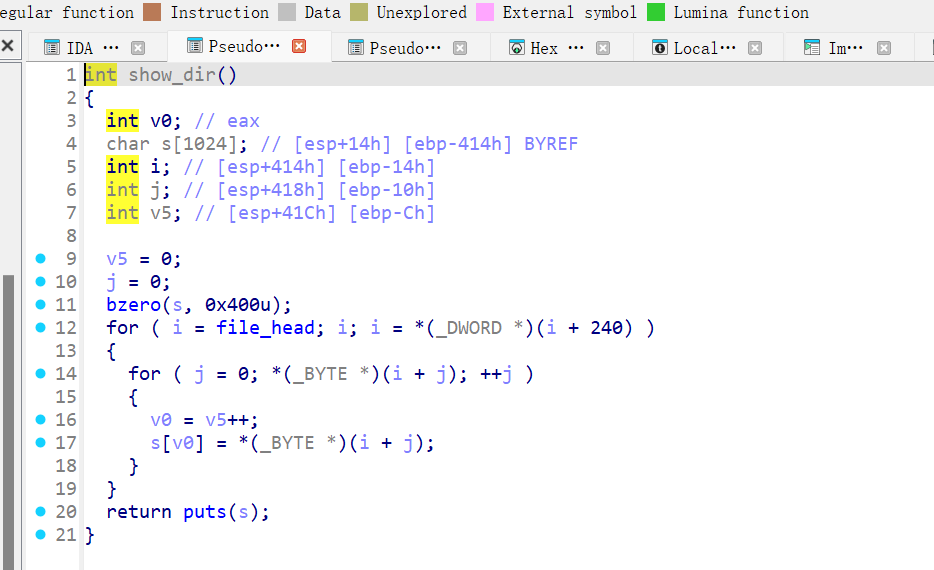 egular function Instruction Data Unexplored External symbol Lumina function
IDA ··· Pseudo··· Pseudo··· Hex ··· Local··· Im···
1 int show_dir()
2 {
3 int v0; // eax
4 char s[1024]; // [esp+14h] [ebp-414h] BYREF
5 int i; // [esp+414h] [ebp-14h]
6 int j; // [esp+418h] [ebp-10h]
7 int v5; // [esp+41Ch] [ebp-Ch]
8
9 v5 = 0;
10 j = 0;
11 bzero(s, 0x400u);
12 for ( i = file_head; i; i = *(_DWORD *)(i + 240) )
13 {
14 for ( j = 0; *(_BYTE *)(i + j); ++j )
15 {
16 v0 = v5++;
17 s[v0] = *(_BYTE *)(i + j);
18 }
19 }
20 return puts(s);
21 }